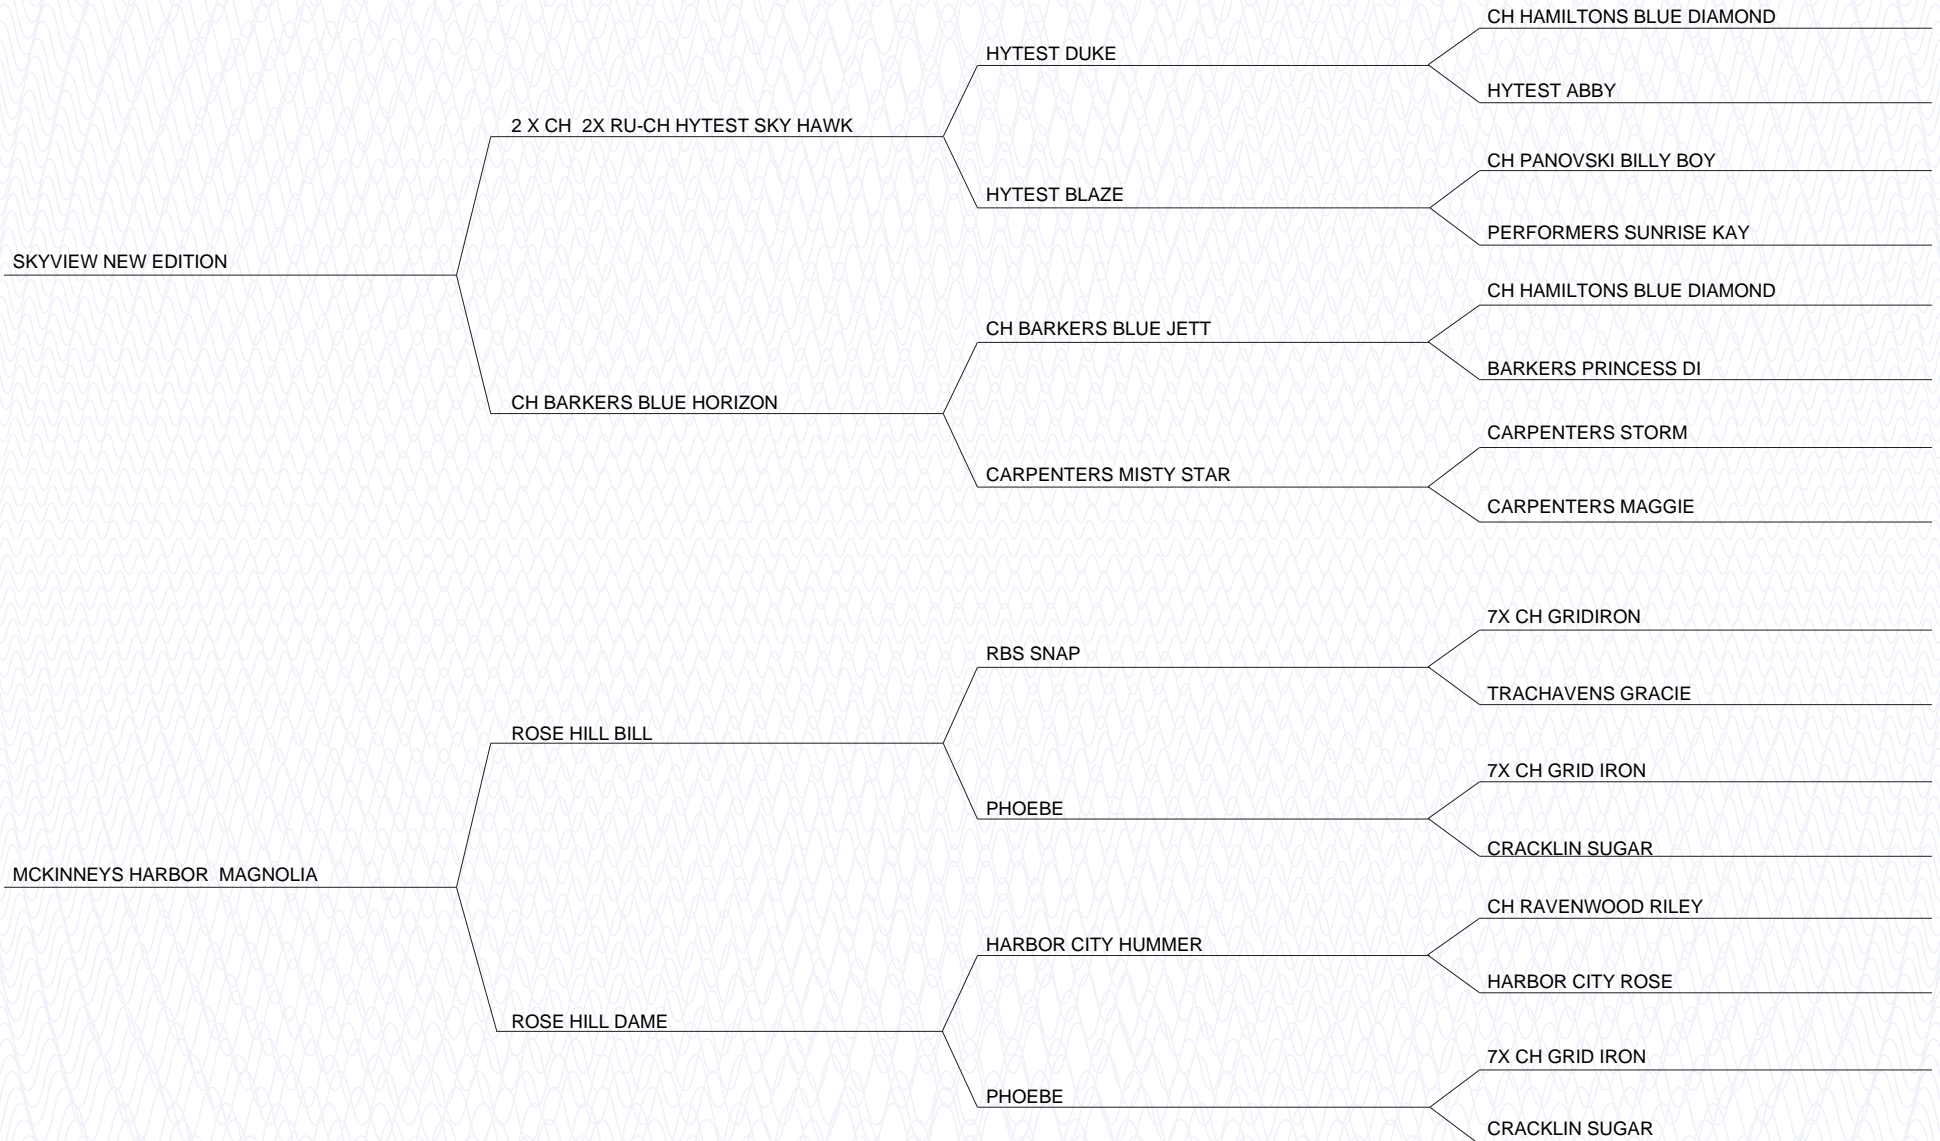 CH HAMILTONS BLUE DIAMOND
HYTEST DUKE
HYTEST ABBY
2 X CH  2X RU-CH HYTEST SKY HAWK
CH PANOVSKI BILLY BOY
HYTEST BLAZE
PERFORMERS SUNRISE KAY
SKYVIEW NEW EDITION
CH HAMILTONS BLUE DIAMOND
CH BARKERS BLUE JETT
BARKERS PRINCESS DI
CH BARKERS BLUE HORIZON
CARPENTERS STORM
CARPENTERS MISTY STAR
CARPENTERS MAGGIE
7X CH GRIDIRON
RBS SNAP
TRACHAVENS GRACIE
ROSE HILL BILL
7X CH GRID IRON
PHOEBE
CRACKLIN SUGAR
MCKINNEYS HARBOR  MAGNOLIA
CH RAVENWOOD RILEY
HARBOR CITY HUMMER
HARBOR CITY ROSE
ROSE HILL DAME
7X CH GRID IRON
PHOEBE
CRACKLIN SUGAR